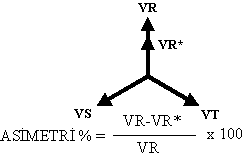 VR
VR*
VS VT
ASİMETRİ % = VR-VR* x 100
VR